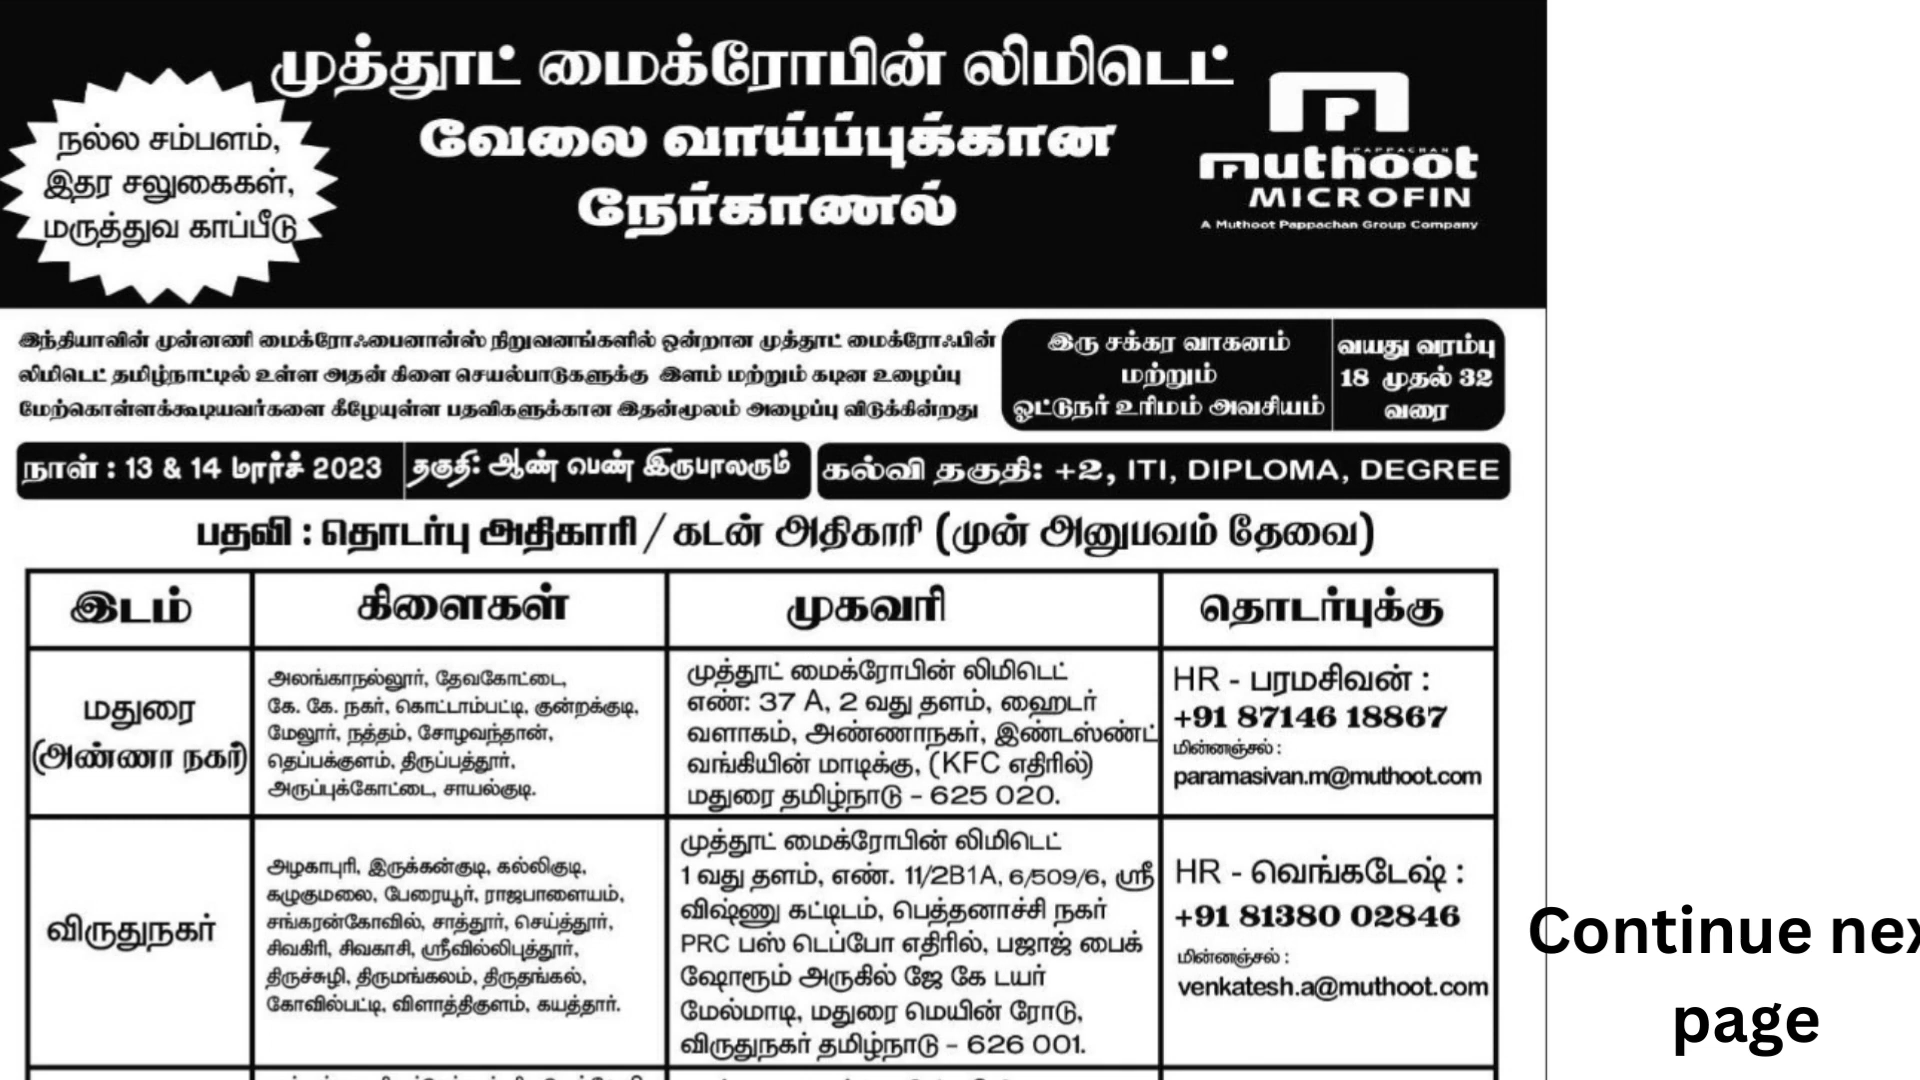 முத்தூட் மைக்ரோபின் லிமிடெட்
வேலை வாய்ப்புக்கான
நேர்காணல்
நல்ல சம்பளம்,
இதர சலுகைகள்,
மருத்துவ காப்பீடு
PAPPACHAN
muthoot
MICROFIN
A Muthoot Pappachan Group Company
இந்தியாவின் முன்னணி மைக்ரோஃபைனான்ஸ் நிறுவனங்களில் ஒன்றான முத்தூட் மைக்ரோஃபின்
லிமிடெட் தமிழ்நாட்டில் உள்ள அதன் கிளை செயல்பாடுகளுக்கு இளம் மற்றும் கடின உழைப்பு
மேற்கொள்ளக்கூடியவர்களை கீழேயுள்ள பதவிகளுக்கான இதன்மூலம் அழைப்பு விடுக்கின்றது
இரு சக்கர வாகனம்
மற்றும்
ஓட்டுநர் உரிமம் அவசியம்
வயது வரம்பு
18 முதல் 32
வரை
நாள் : 13 & 14 மார்ச் 2023
தகுதி: ஆண் பெண் இருபாலரும்
கல்வி தகுதி: +2, ITI, DIPLOMA, DEGREE
பதவி : தொடர்பு அதிகாரி / கடன் அதிகாரி (முன் அனுபவம் தேவை)
இடம்
கிளைகள்
முகவரி
தொடர்புக்கு
மதுரை
(அண்ணா நகர்)
அலங்காநல்லூர், தேவகோட்டை,
கே. கே. நகர், கொட்டாம்பட்டி, குன்றக்குடி,
மேலூர், நத்தம், சோழவந்தான்,
தெப்பக்குளம், திருப்பத்தூர்,
அருப்புக்கோட்டை, சாயல்குடி.
முத்தூட் மைக்ரோபின் லிமிடெட்
எண்: 37 A, 2 வது தளம், ஹைடர்
வளாகம், அண்ணாநகர், இண்டஸ்ண்ட்
வங்கியின் மாடிக்கு, (KFC எதிரில்)
மதுரை தமிழ்நாடு - 625 020.
HR - பரமசிவன் :
+91 87146 18867
மின்னஞ்சல் :
paramasivan.m@muthoot.com
விருதுநகர்
அழகாபுரி, இருக்கன்குடி, கல்லிகுடி,
கழுகுமலை, பேரையூர், ராஜபாளையம்,
சங்கரன்கோவில், சாத்தூர், செய்த்தூர்,
சிவகிரி, சிவகாசி, ஸ்ரீவில்லிபுத்தூர்,
திருச்சுழி, திருமங்கலம், திருதங்கல்,
கோவில்பட்டி, விளாத்திகுளம், கயத்தார்.
முத்தூட் மைக்ரோபின் லிமிடெட்
1 வது தளம், எண். 11/2B1A, 6/509/6, ஸ்ரீ
விஷ்ணு கட்டிடம், பெத்தனாச்சி நகர்
PRC பஸ் டெப்போ எதிரில், பஜாஜ் பைக்
ஷோரூம் அருகில் ஜே கே டயர்
மேல்மாடி, மதுரை மெயின் ரோடு,
விருதுநகர் தமிழ்நாடு - 626 001.
HR - வெங்கடேஷ் :
+91 81380 02846
மின்னஞ்சல் :
venkatesh.a@muthoot.com
Continue nex
page